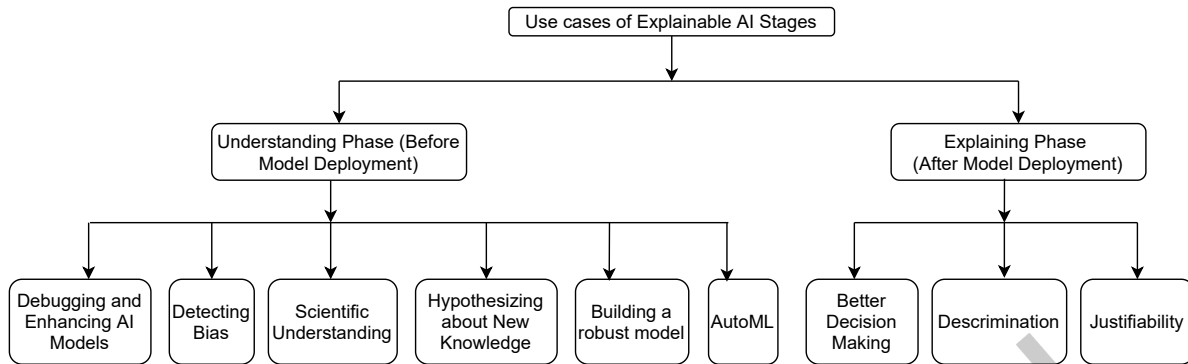 Use cases of Explainable AI Stages
Understanding Phase (Before
Model Deployment)
Explaining Phase
(After Model Deployment)
Debugging and
Enhancing AI
Models
Detecting
Bias
Scientific
Understanding
Hypothesizing
about New
Knowledge
Building a
robust model
AutoML
Better
Decision
Making
Descrimination
Justifiability